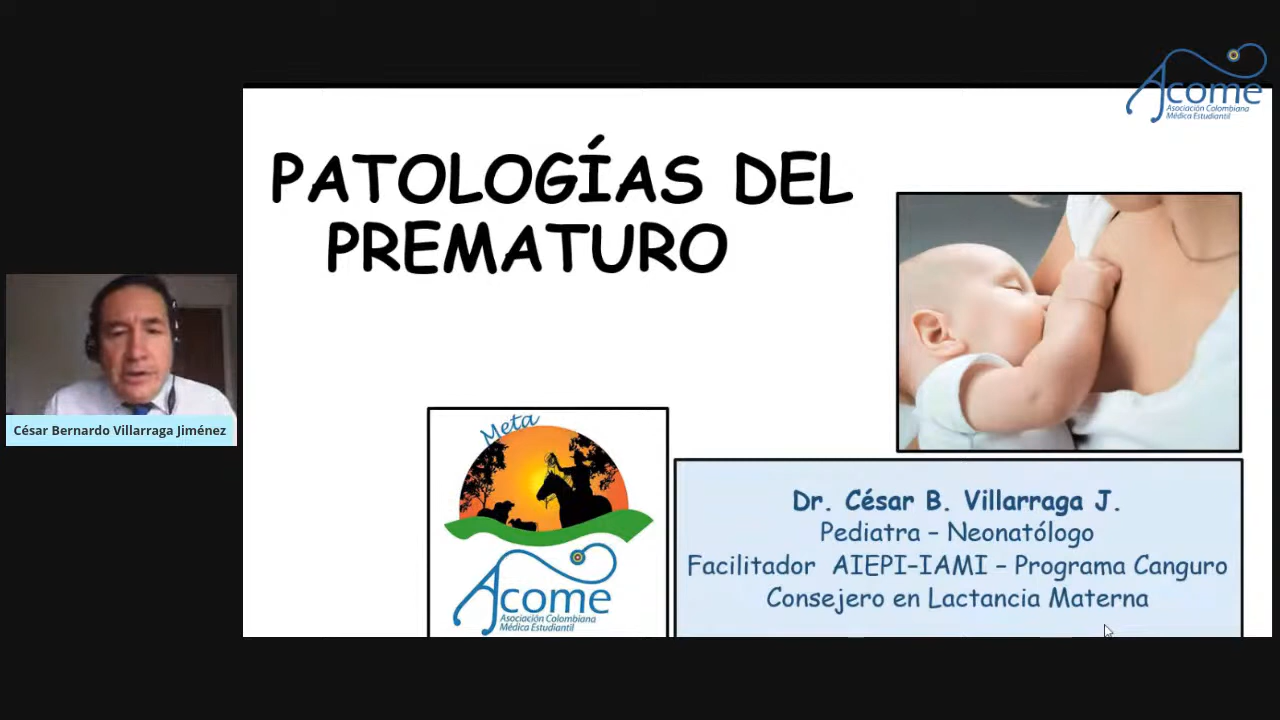 Acome
Asociación Colombiana
Médica Estudiantil
PATOLOGÍAS DEL
PREMATURO
César Bernardo Villarraga Jiménez
Meta
Acome
Asociación Colombiana
Médica Estudiantil
Dr. César B. Villarraga J.
Pediatra – Neonatólogo
Facilitador AIEPI–IAMI – Programa Canguro
Consejero en Lactancia Materna